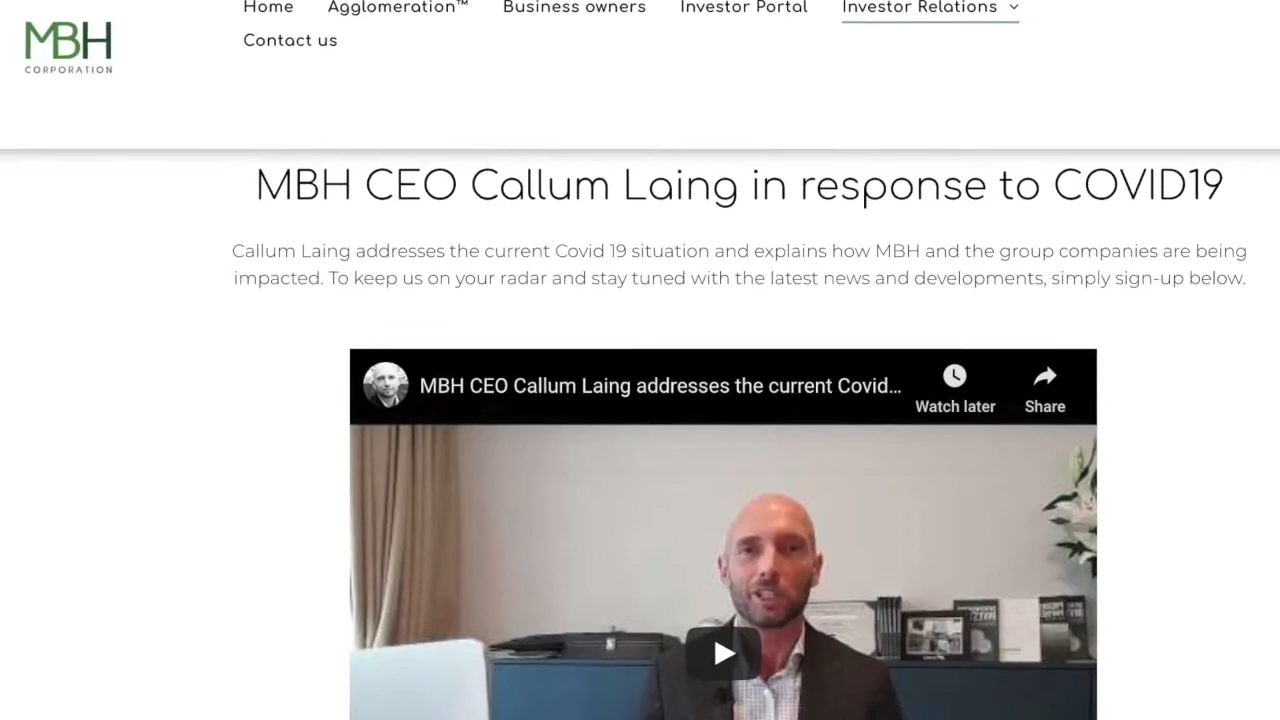 Home Agglomeration™ Business owners Investor Portal Investor Relations
Contact us
MBH
CORPORATION
MBH CEO Callum Laing in response to COVID19
Callum Laing addresses the current Covid 19 situation and explains how MBH and the group companies are being
impacted. To keep us on your radar and stay tuned with the latest news and developments, simply sign-up below.
MBH CEO Callum Laing addresses the current Covid...
Watch later Share